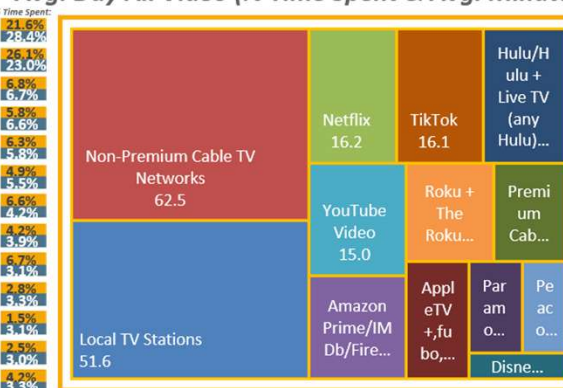 Time Spent:
21.6%
28.4%
26.1%
23.0%
6.8%
6.7%
5.8%
6.6%
6.3%
5.8%
4.9%
5.5%
6.6%
4.2%
4.2%
3.9%
6.7%
3.1%
2.8%
3.3%
1.5%
3.1%
2.5%
3.0%
4.2%
3.3%
Non-Premium Cable TV
Networks
62.5
Local TV Stations
51.6
Netflix
16.2
TikTok
16.1
Hulu/H
ulu +
Live TV
(any
Hulu)...
YouTube
Video
15.0
Roku +
The
Roku...
Premi
um
Cab...
Amazon
Prime/IM
Db/Fire...
Appl
eTV
+,fu
bo,...
Par
am
o...
Pe
ac
o...
Disne...